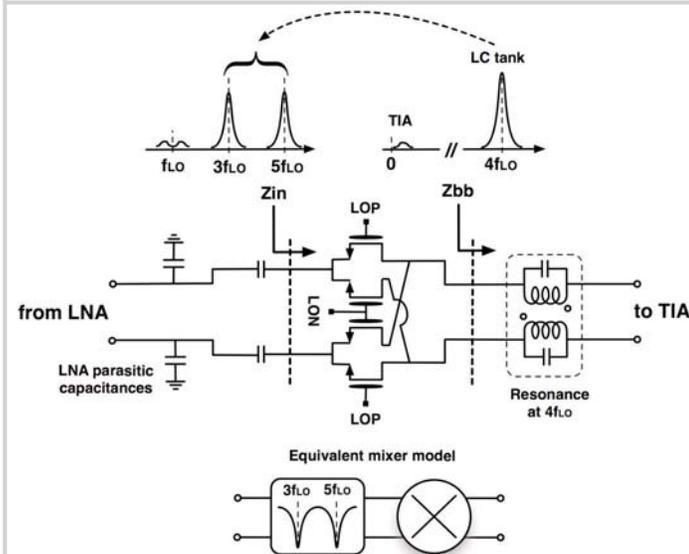 LC tank
TIA
fLO
3fLO
5fLO
0
//
4fLO
Zin
LOP
Zbb
from LNA
LON
to TIA
LNA parasitic
capacitances
LOP
Resonance
at 4fLO
Equivalent mixer model
3fLO 5fLO